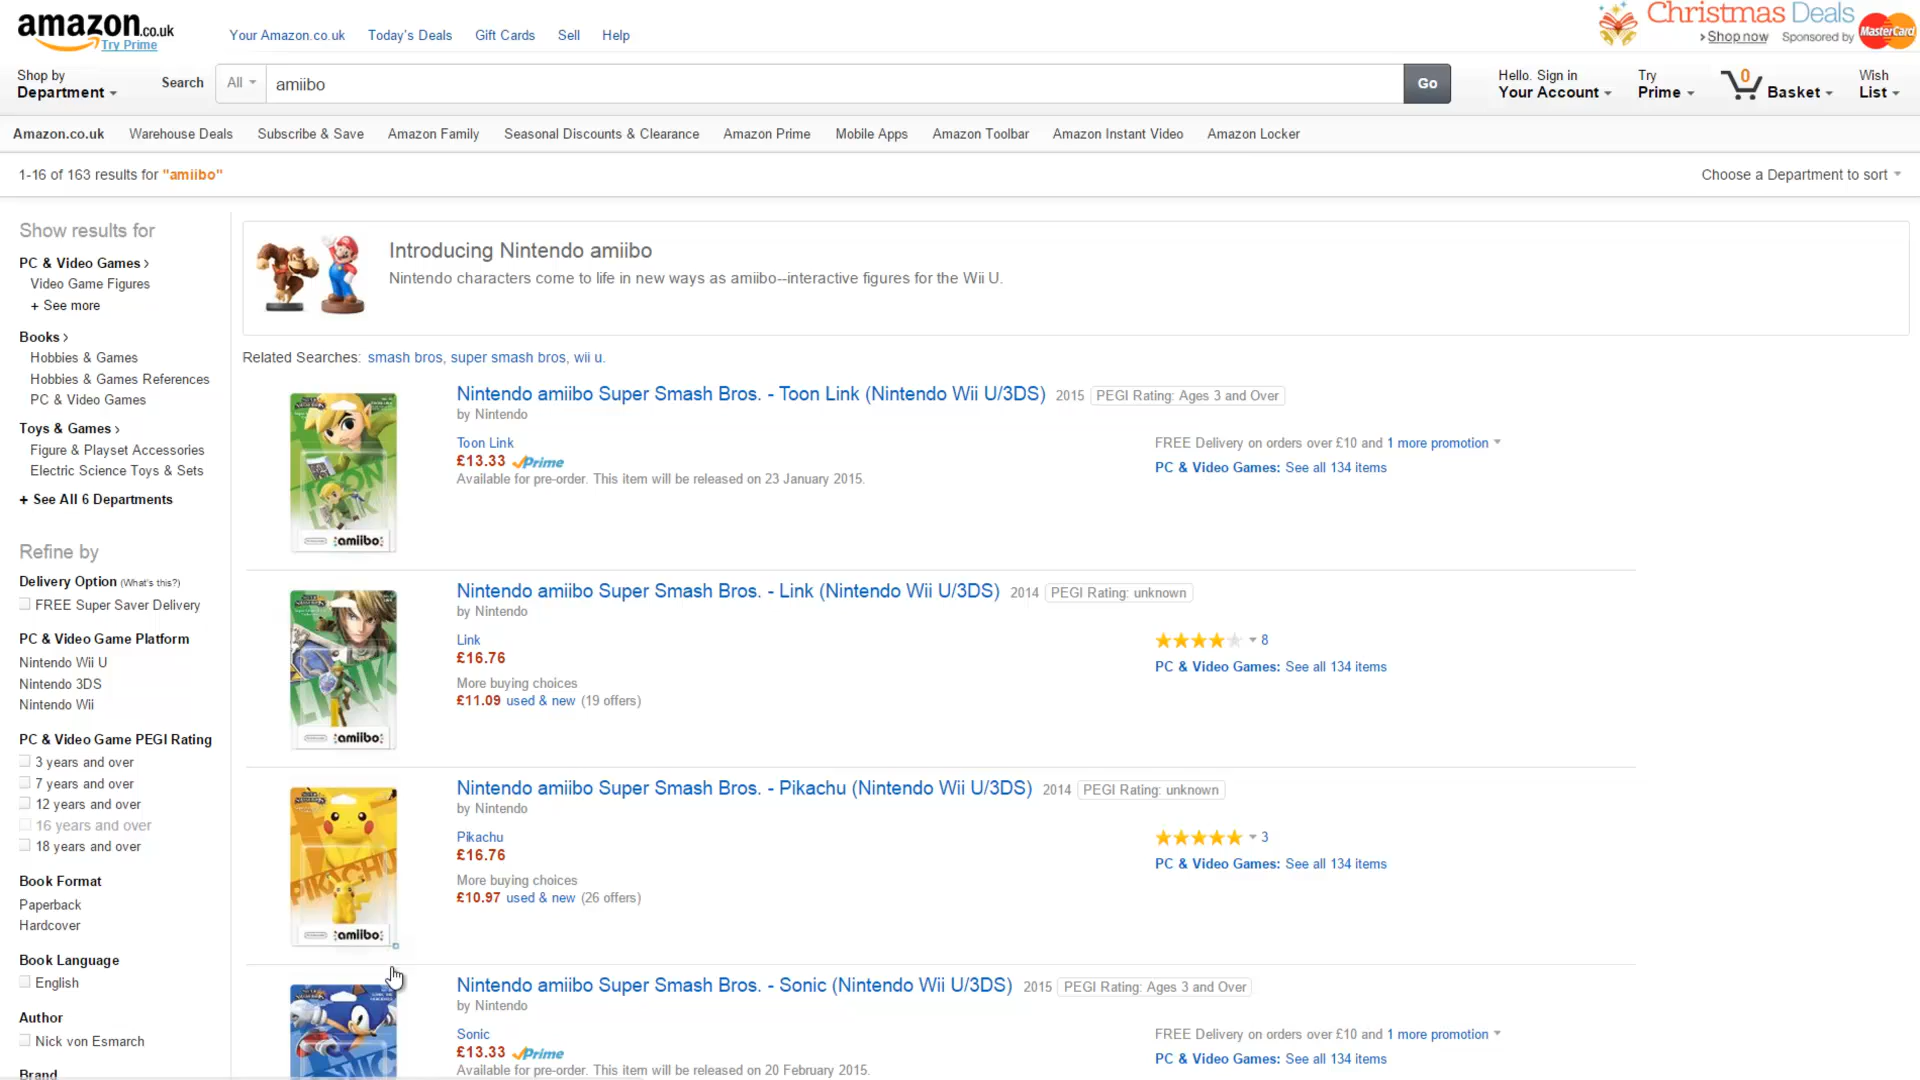 amazon.co.uk
Try Prime
Your Amazon.co.uk Today's Deals Gift Cards Sell Help
Christmas Deals
› Shop now Sponsored by MasterCard
Shop by
Department
Search All amiibo Go
Hello. Sign in
Your Account
Try
Prime
0
Basket
Wish
List
Amazon.co.uk Warehouse Deals Subscribe & Save Amazon Family Seasonal Discounts & Clearance Amazon Prime Mobile Apps Amazon Toolbar Amazon Instant Video Amazon Locker
1-16 of 163 results for "amiibo"
Choose a Department to sort
Show results for
PC & Video Games ›
Video Game Figures
+ See more
Books ›
Hobbies & Games
Hobbies & Games References
PC & Video Games
Toys & Games ›
Figure & Playset Accessories
Electric Science Toys & Sets
+ See All 6 Departments
Refine by
Delivery Option (What's this?)
FREE Super Saver Delivery
PC & Video Game Platform
Nintendo Wii U
Nintendo 3DS
Nintendo Wii
PC & Video Game PEGI Rating
3 years and over
7 years and over
12 years and over
16 years and over
18 years and over
Book Format
Paperback
Hardcover
Book Language
English
Author
Nick von Esmarch
Brand
Introducing Nintendo amiibo
Nintendo characters come to life in new ways as amiibo--interactive figures for the Wii U.
Related Searches: smash bros, super smash bros, wii u.
TOON
LINK
amiibo
Nintendo amiibo Super Smash Bros. - Toon Link (Nintendo Wii U/3DS) 2015 PEGI Rating: Ages 3 and Over
by Nintendo
Toon Link
£13.33 Prime
Available for pre-order. This item will be released on 23 January 2015.
FREE Delivery on orders over £10 and 1 more promotion
PC & Video Games: See all 134 items
LINK
amiibo
Nintendo amiibo Super Smash Bros. - Link (Nintendo Wii U/3DS) 2014 PEGI Rating: unknown
by Nintendo
Link
£16.76
More buying choices
£11.09 used & new (19 offers)
8
PC & Video Games: See all 134 items
PIKACHU
amiibo
Nintendo amiibo Super Smash Bros. - Pikachu (Nintendo Wii U/3DS) 2014 PEGI Rating: unknown
by Nintendo
Pikachu
£16.76
More buying choices
£10.97 used & new (26 offers)
3
PC & Video Games: See all 134 items
Nintendo amiibo Super Smash Bros. - Sonic (Nintendo Wii U/3DS) 2015 PEGI Rating: Ages 3 and Over
by Nintendo
Sonic
£13.33 Prime
Available for pre-order. This item will be released on 20 February 2015.
FREE Delivery on orders over £10 and 1 more promotion
PC & Video Games: See all 134 items